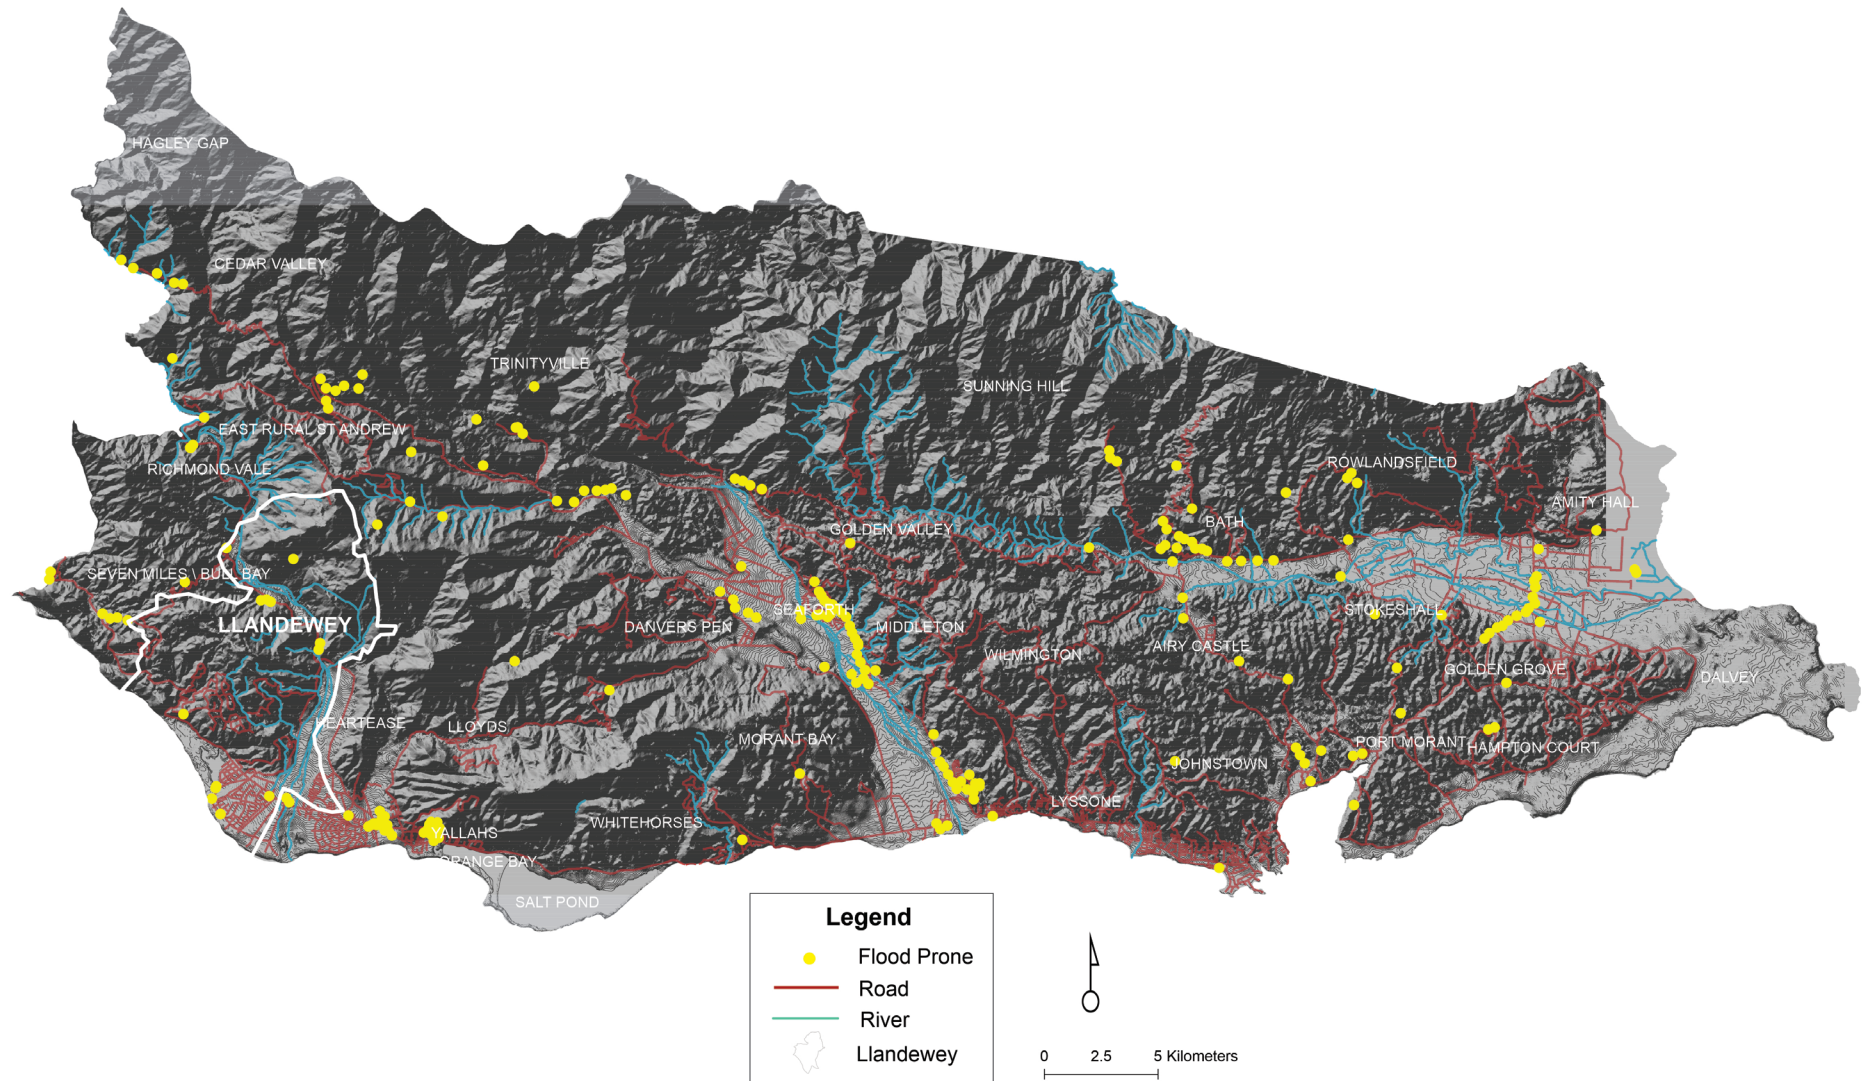 HAGLEY GAP
CEDAR VALLEY
TRINITYVILLE
SUNNING HILL
EAST RURAL ST ANDREW
RICHMOND VALE
ROWLANDSFIELD
AMITY HALL
BATH
GOLDEN VALLEY
SEVEN MILES \ BULL BAY
SEAFORTH
STOKESHALL
LLANDEWEY
DANVERS PEN
MIDDLETON
WILMINGTON
AIRY CASTLE
GOLDEN GROVE
DALVEY
HEARTEASE
LLOYDS
MORANT BAY
PORT MORANT
HAMPTON COURT
JOHNSTOWN
LYSSONE
WHITEHORSES
YALLAHS
ORANGE BAY
SALT POND
Legend
Flood Prone
Road
River
Llandewey
0 2.5 5 Kilometers